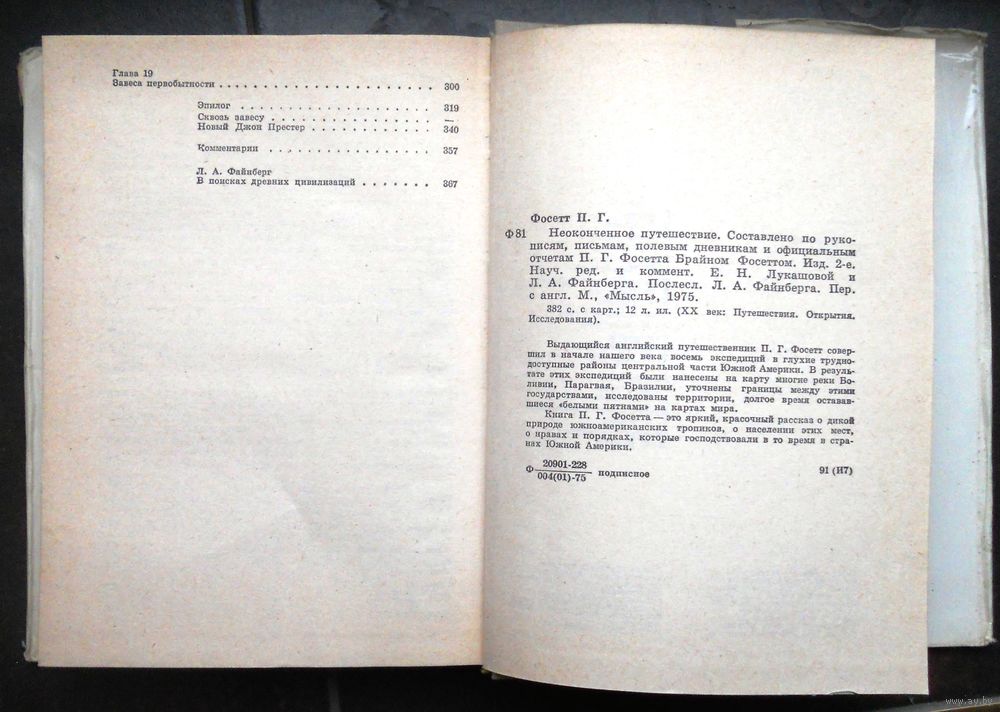 Глава 19
Завеса первобытности . . . . . . . . . . . . . . . . . . . . . . 300
Эпилог . . . . . . . . . . . . . . . . . . 319
Сквозь завесу . . . . . . . . . . . . . . . . —
Новый Джон Престер . . . . . . . . . . . . 340
Комментарии . . . . . . . . . . . . . . . . 357
Л. А. Файнберг
В поисках древних цивилизаций . . . . . . . 367
Фосетт П. Г.
Ф81 Неоконченное путешествие. Составлено по руко-
писям, письмам, полевым дневникам и официальным
отчетам П. Г. Фосетта Брайном Фосеттом. Изд. 2-е.
Науч. ред. и коммент. Е. Н. Лукашовой и
Л. А. Файнберга. Послесл. Л. А. Файнберга. Пер.
с англ. М., «Мысль», 1975.
382 с. с карт.; 12 л. ил. (XX век: Путешествия. Открытия.
Исследования).
Выдающийся английский путешественник П. Г. Фосетт совер-
шил в начале нашего века восемь экспедиций в глухие трудно-
доступные районы центральной части Южной Америки. В резуль-
тате этих экспедиций были нанесены на карту многие реки Бо-
ливии, Парагвая, Бразилии, уточнены границы между этими
государствами, исследованы территории, долгое время оставав-
шиеся «белыми пятнами» на картах мира.
Книга П. Г. Фосетта — это яркий, красочный рассказ о дикой
природе южноамериканских тропиков, о населении этих мест,
о нравах и порядках, которые господствовали в то время в стра-
нах Южной Америки.
Ф 20901-228 подписное 91 (И7)
004(01)-75
www.ay.by